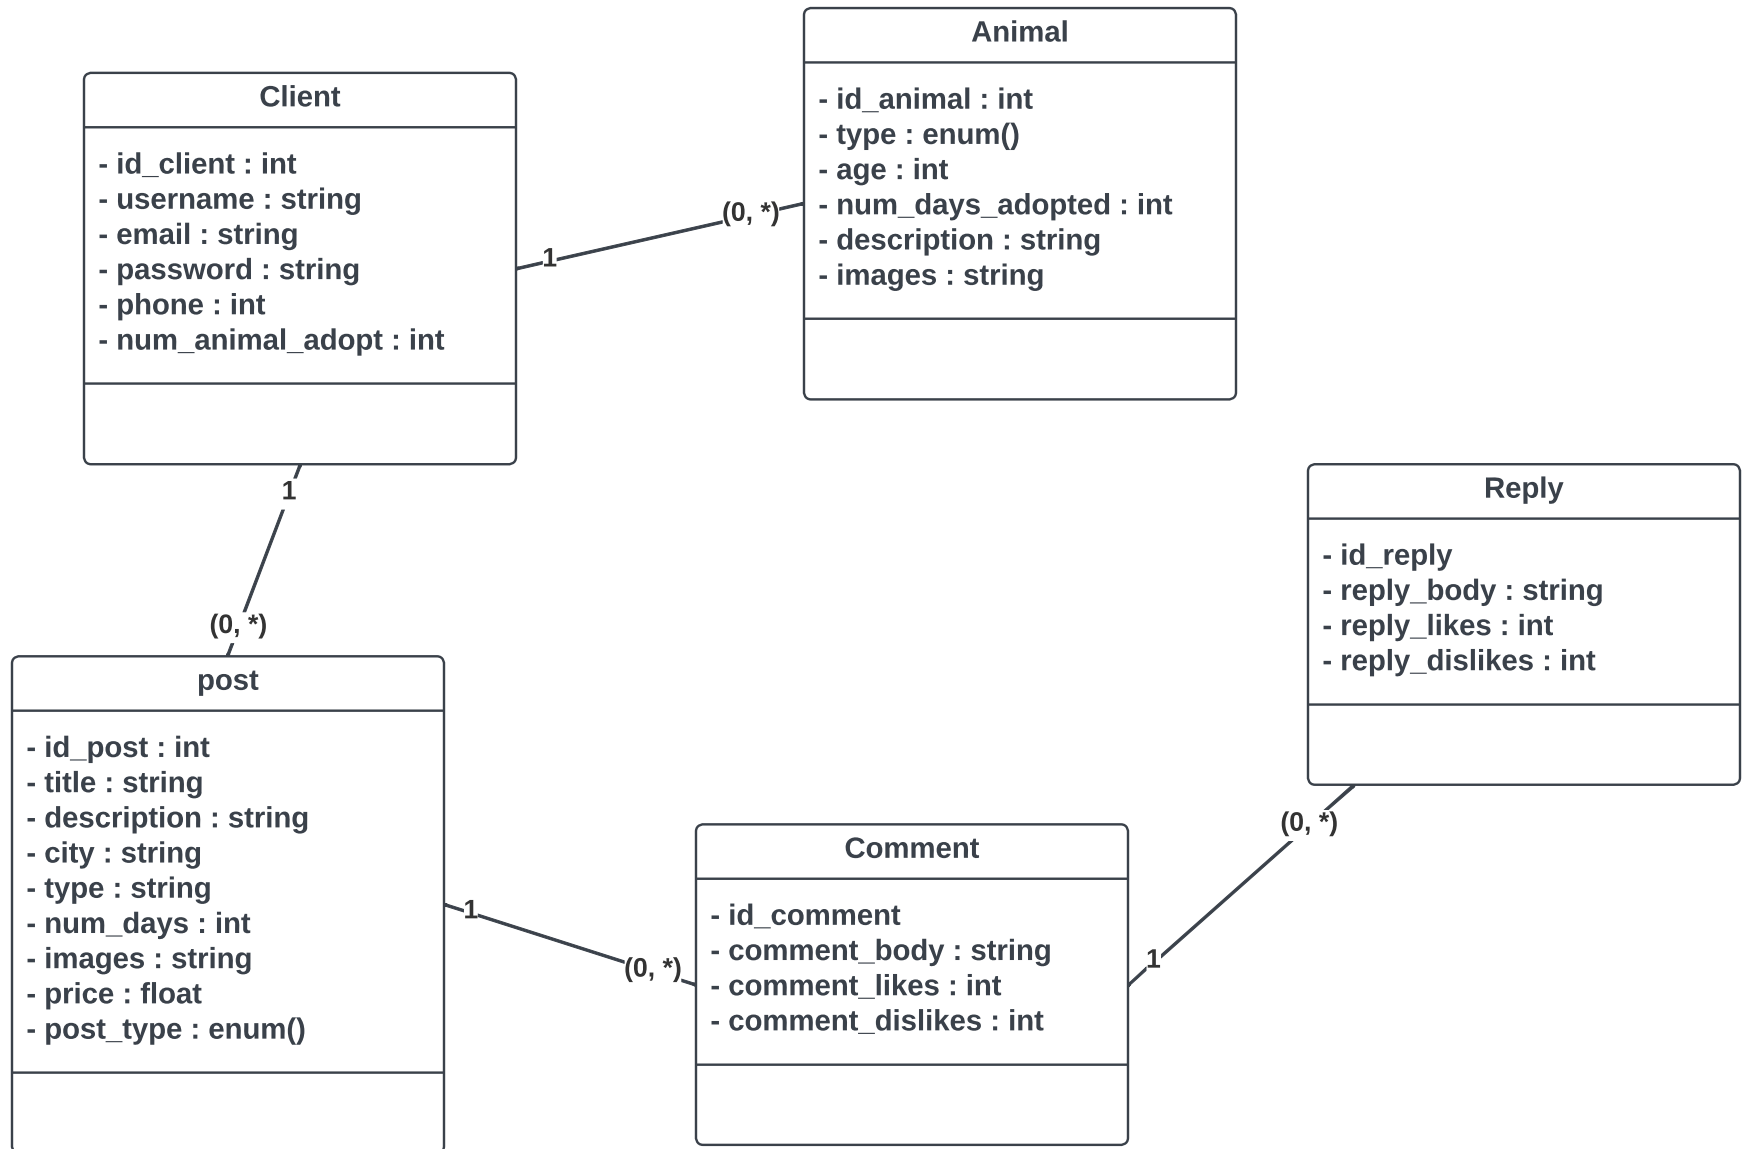 Animal
- id_animal : int
- type : enum()
- age : int
- num_days_adopted : int
- description : string
- images : string
Client
- id_client : int
- username : string
- email : string
- password : string
- phone : int
- num_animal_adopt : int
1
(0, *)
1
(0, *)
Reply
- id_reply
- reply_body : string
- reply_likes : int
- reply_dislikes : int
post
- id_post : int
- title : string
- description : string
- city : string
- type : string
- num_days : int
- images : string
- price : float
- post_type : enum()
1
(0, *)
Comment
- id_comment
- comment_body : string
- comment_likes : int
- comment_dislikes : int
(0, *)
1